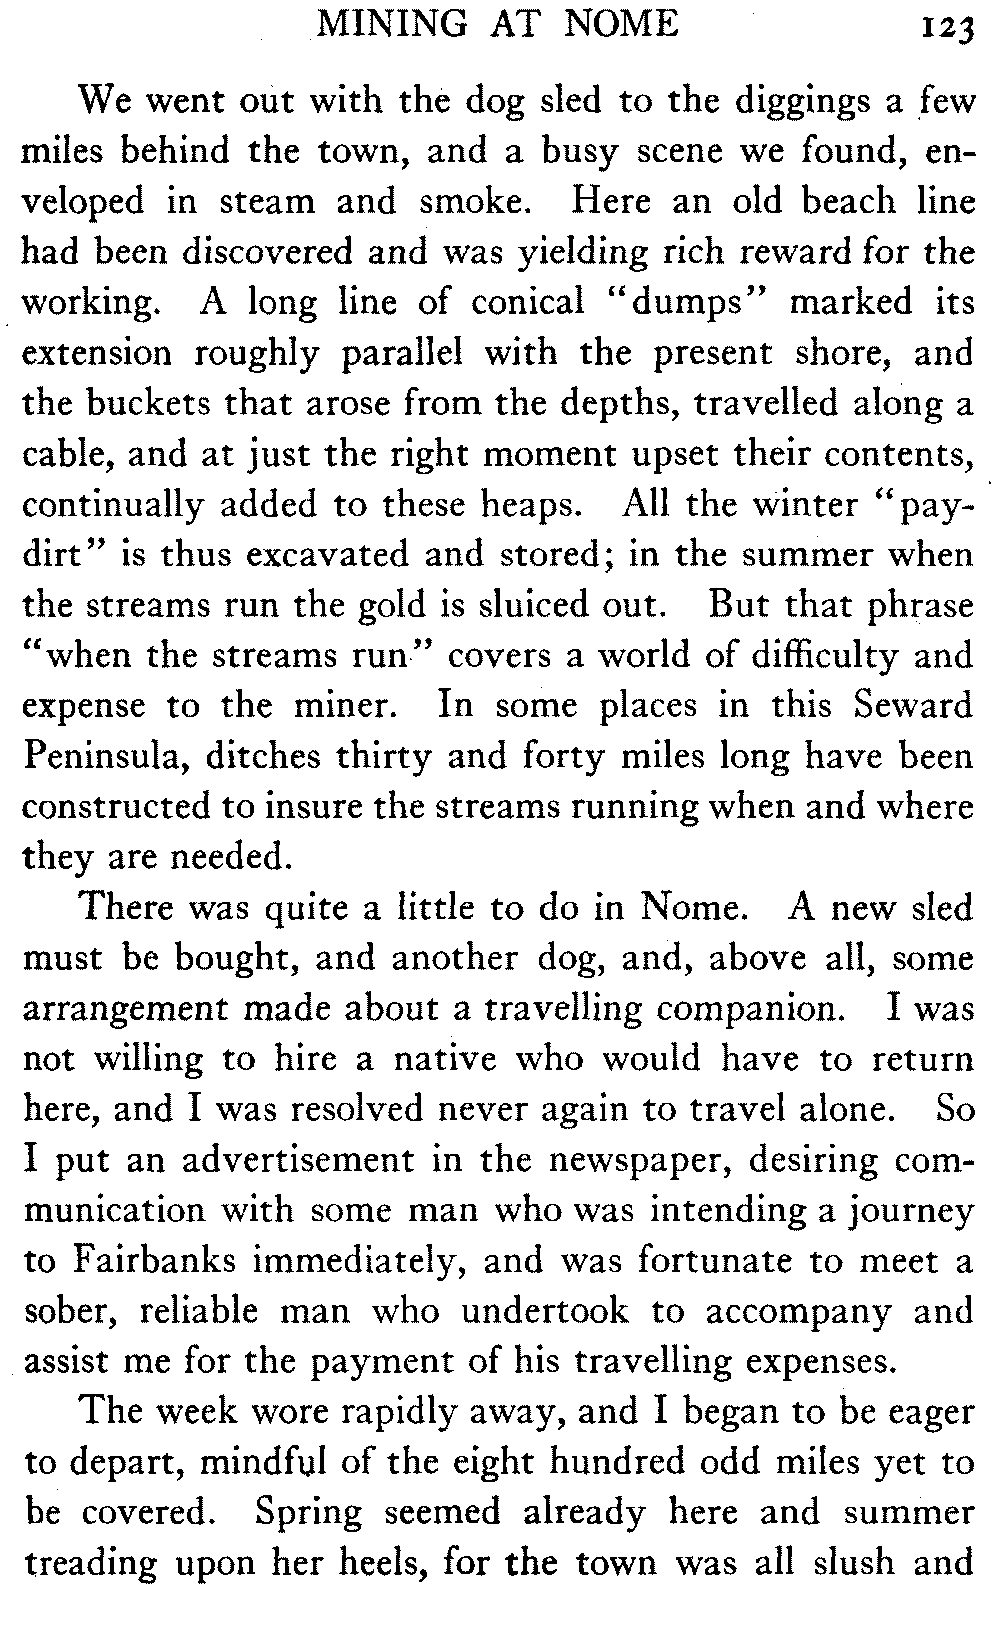 MINING AT NOME 123
We went out with the dog sled to the diggings a few
miles behind the town, and a busy scene we found, en-
veloped in steam and smoke. Here an old beach line
had been discovered and was yielding rich reward for the
working. A long line of conical "dumps" marked its
extension roughly parallel with the present shore, and
the buckets that arose from the depths, travelled along a
cable, and at just the right moment upset their contents,
continually added to these heaps. All the winter "pay-
dirt" is thus excavated and stored; in the summer when
the streams run the gold is sluiced out. But that phrase
"when the streams run" covers a world of difficulty and
expense to the miner. In some places in this Seward
Peninsula, ditches thirty and forty miles long have been
constructed to insure the streams running when and where
they are needed.
There was quite a little to do in Nome. A new sled
must be bought, and another dog, and, above all, some
arrangement made about a travelling companion. I was
not willing to hire a native who would have to return
here, and I was resolved never again to travel alone. So
I put an advertisement in the newspaper, desiring com-
munication with some man who was intending a journey
to Fairbanks immediately, and was fortunate to meet a
sober, reliable man who undertook to accompany and
assist me for the payment of his travelling expenses.
The week wore rapidly away, and I began to be eager
to depart, mindful of the eight hundred odd miles yet to
be covered. Spring seemed already here and summer
treading upon her heels, for the town was all slush and